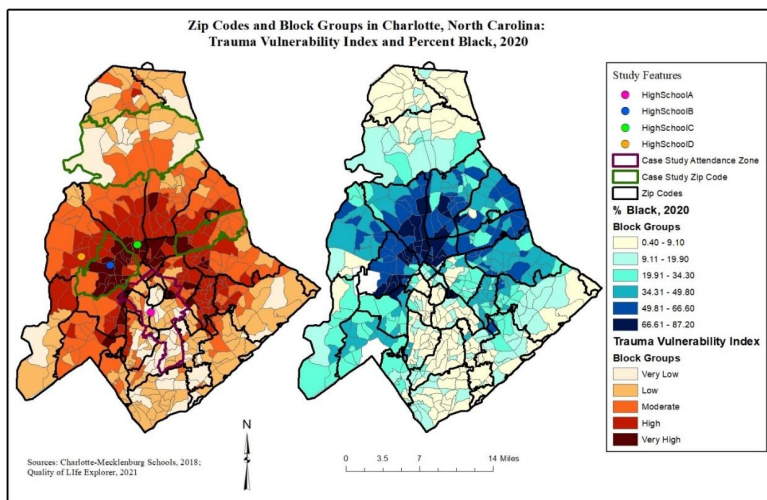 Zip Codes and Block Groups in Charlotte, North Carolina:
Trauma Vulnerability Index and Percent Black, 2020
Study Features
HighSchoolA
HighSchoolB
HighSchoolC
HighSchoolD
Case Study Attendance Zone
Case Study Zip Code
Zip Codes
% Black, 2020
Block Groups
0.40 - 9.10
9.11 - 19.90
19.91 - 34.30
34.31 - 49.80
49.81 - 66.60
66.61 - 87.20
Trauma Vulnerability Index
Block Groups
Very Low
Low
Moderate
High
Very High
N
Sources: Charlotte-Mecklenburg Schools, 2018;
Quality of LIfe Explorer, 2021
0 3.5 7 14 Miles